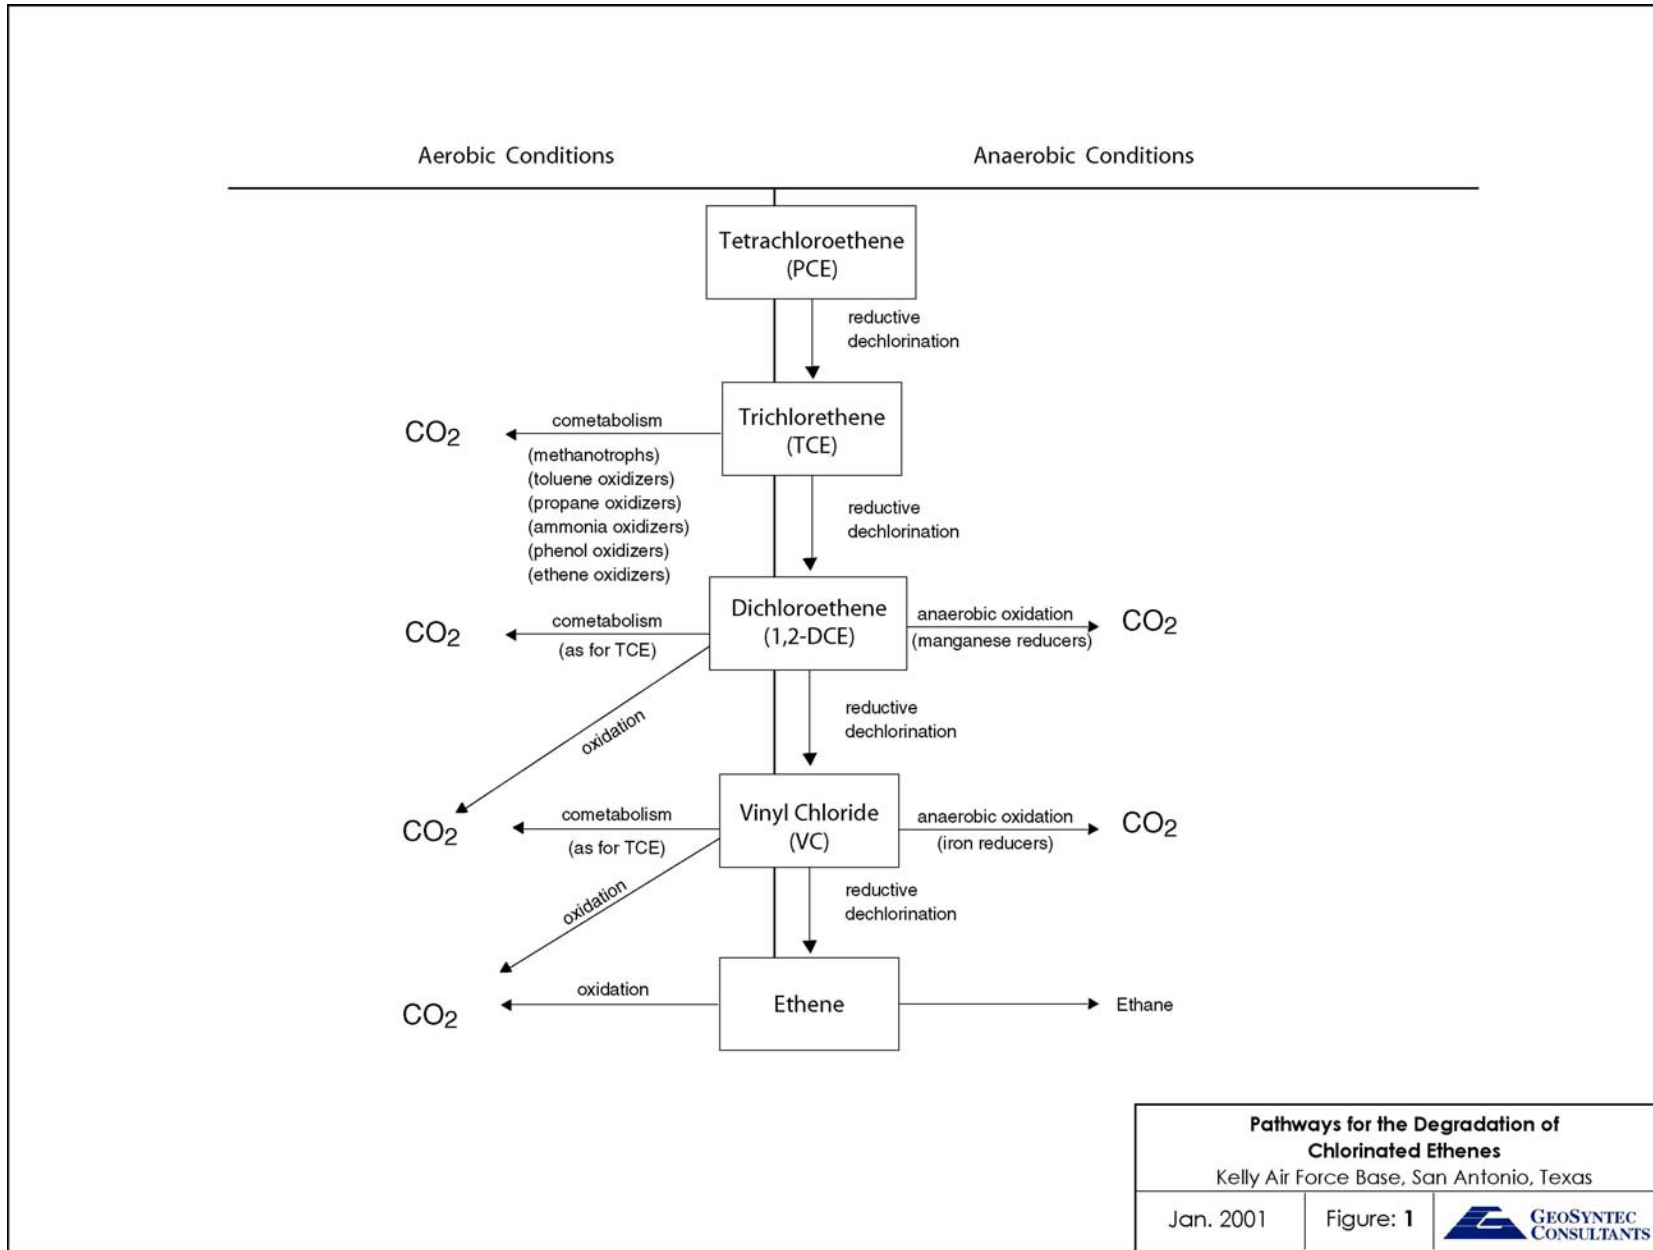 Aerobic Conditions
Anaerobic Conditions
Tetrachloroethene
(PCE)
reductive
dechlorination
Trichlorethene
(TCE)
CO2
cometabolism
(methanotrophs)
(toluene oxidizers)
(propane oxidizers)
(ammonia oxidizers)
(phenol oxidizers)
(ethene oxidizers)
reductive
dechlorination
Dichloroethene
(1,2-DCE)
CO2
cometabolism
(as for TCE)
anaerobic oxidation
(manganese reducers)
CO2
oxidation
reductive
dechlorination
Vinyl Chloride
(VC)
CO2
cometabolism
(as for TCE)
anaerobic oxidation
(iron reducers)
CO2
oxidation
reductive
dechlorination
Ethene
CO2
oxidation
Ethane
Pathways for the Degradation of
Chlorinated Ethenes
Kelly Air Force Base, San Antonio, Texas
Jan. 2001
Figure: 1
GEOSYNTEC
CONSULTANTS